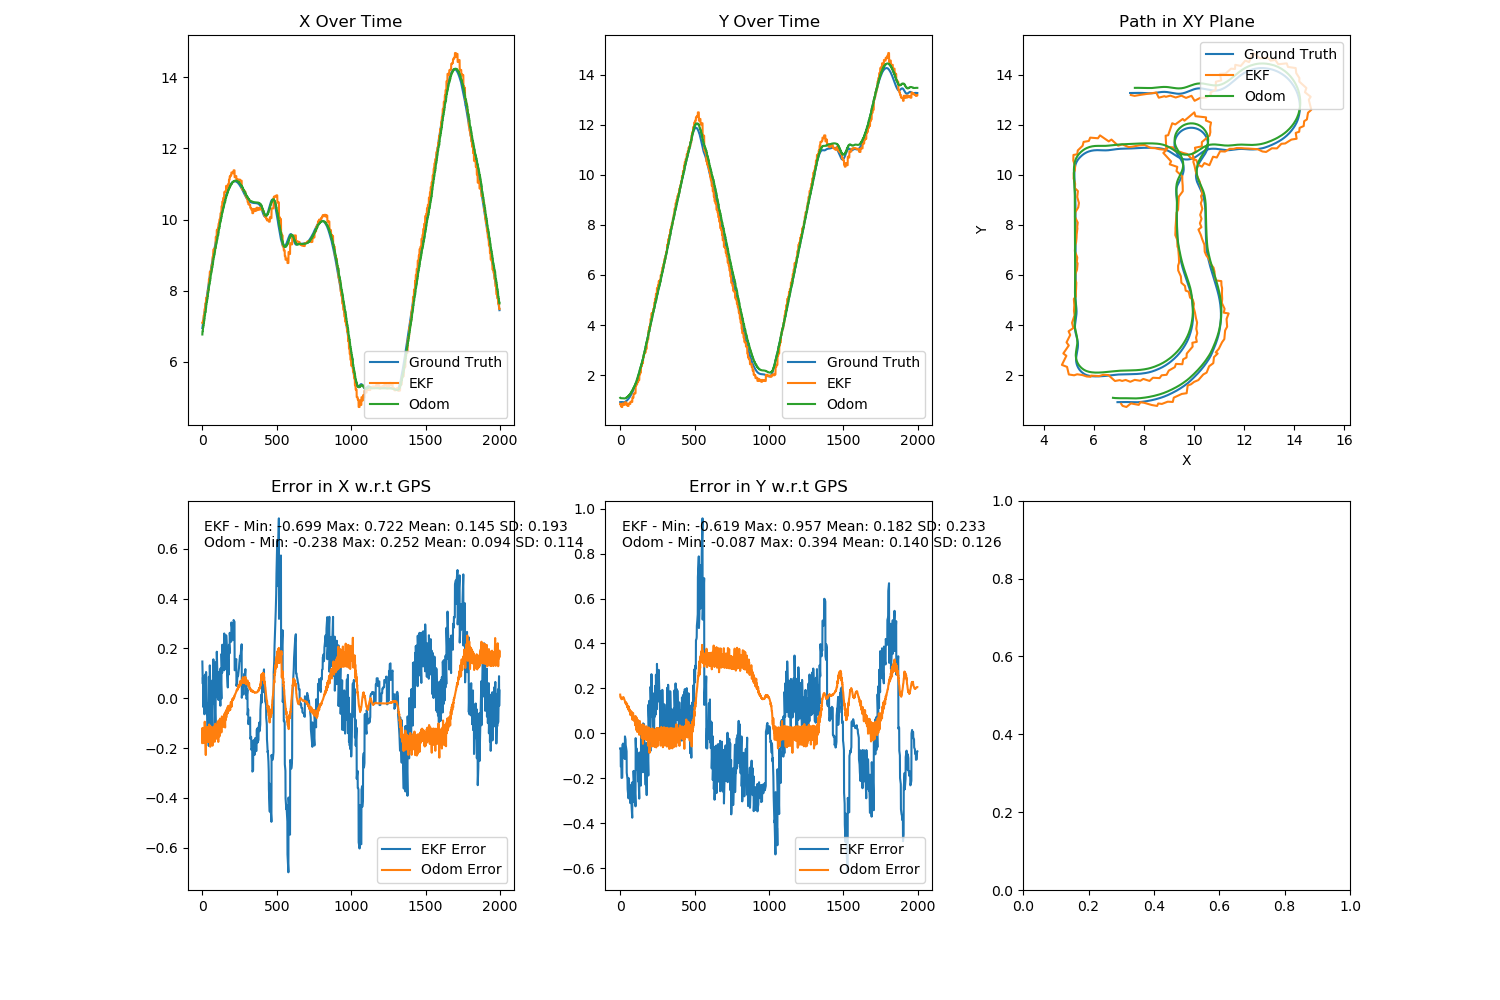 X Over Time
14
12
10
8
6
0 500 1000 1500 2000
Ground Truth
EKF
Odom
Y Over Time
14
12
10
8
6
4
2
0 500 1000 1500 2000
Ground Truth
EKF
Odom
Path in XY Plane
Y
14
12
10
8
6
4
2
4 6 8 10 12 14 16
X
Ground Truth
EKF
Odom
Error in X w.r.t GPS
EKF - Min: -0.699 Max: 0.722 Mean: 0.145 SD: 0.193
Odom - Min: -0.238 Max: 0.252 Mean: 0.094 SD: 0.114
0.6
0.4
0.2
0.0
−0.2
−0.4
−0.6
0 500 1000 1500 2000
EKF Error
Odom Error
Error in Y w.r.t GPS
EKF - Min: -0.619 Max: 0.957 Mean: 0.182 SD: 0.233
Odom - Min: -0.087 Max: 0.394 Mean: 0.140 SD: 0.126
1.0
0.8
0.6
0.4
0.2
0.0
−0.2
−0.4
−0.6
0 500 1000 1500 2000
EKF Error
Odom Error
1.0
0.8
0.6
0.4
0.2
0.0
0.0 0.2 0.4 0.6 0.8 1.0